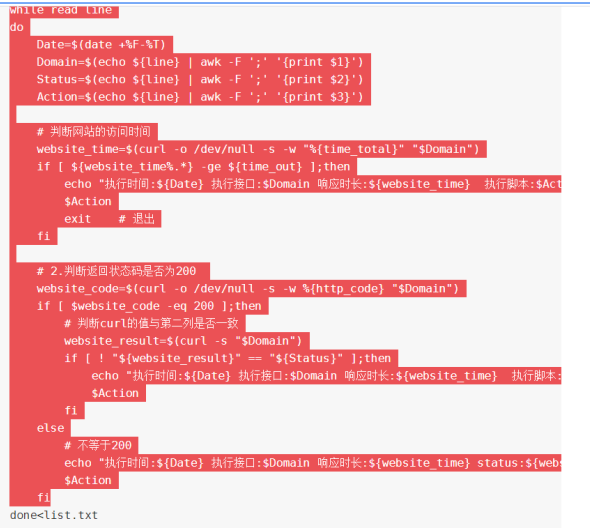 while read line
do
    Date=$(date +%F-%T)
    Domain=$(echo ${line} | awk -F ';' '{print $1}')
    Status=$(echo ${line} | awk -F ';' '{print $2}')
    Action=$(echo ${line} | awk -F ';' '{print $3}')
    # 判断网站的访问时间
    website_time=$(curl -o /dev/null -s -w "%{time_total}" "$Domain")
    if [ ${website_time%.*} -ge ${time_out} ];then
        echo "执行时间:${Date} 执行接口:$Domain 响应时长:${website_time}  执行脚本:$Act
        $Action
        exit    # 退出
    fi
    # 2.判断返回状态码是否为200
    website_code=$(curl -o /dev/null -s -w %{http_code} "$Domain")
    if [ $website_code -eq 200 ];then
        # 判断curl的值与第二列是否一致
        website_result=$(curl -s "$Domain")
        if [ ! "${website_result}" == "${Status}" ];then
            echo "执行时间:${Date} 执行接口:$Domain 响应时长:${website_time}  执行脚本:
            $Action
        fi
    else
        # 不等于200
        echo "执行时间:${Date} 执行接口:$Domain 响应时长:${website_time} status:${webs
        $Action
    fi
done<list.txt